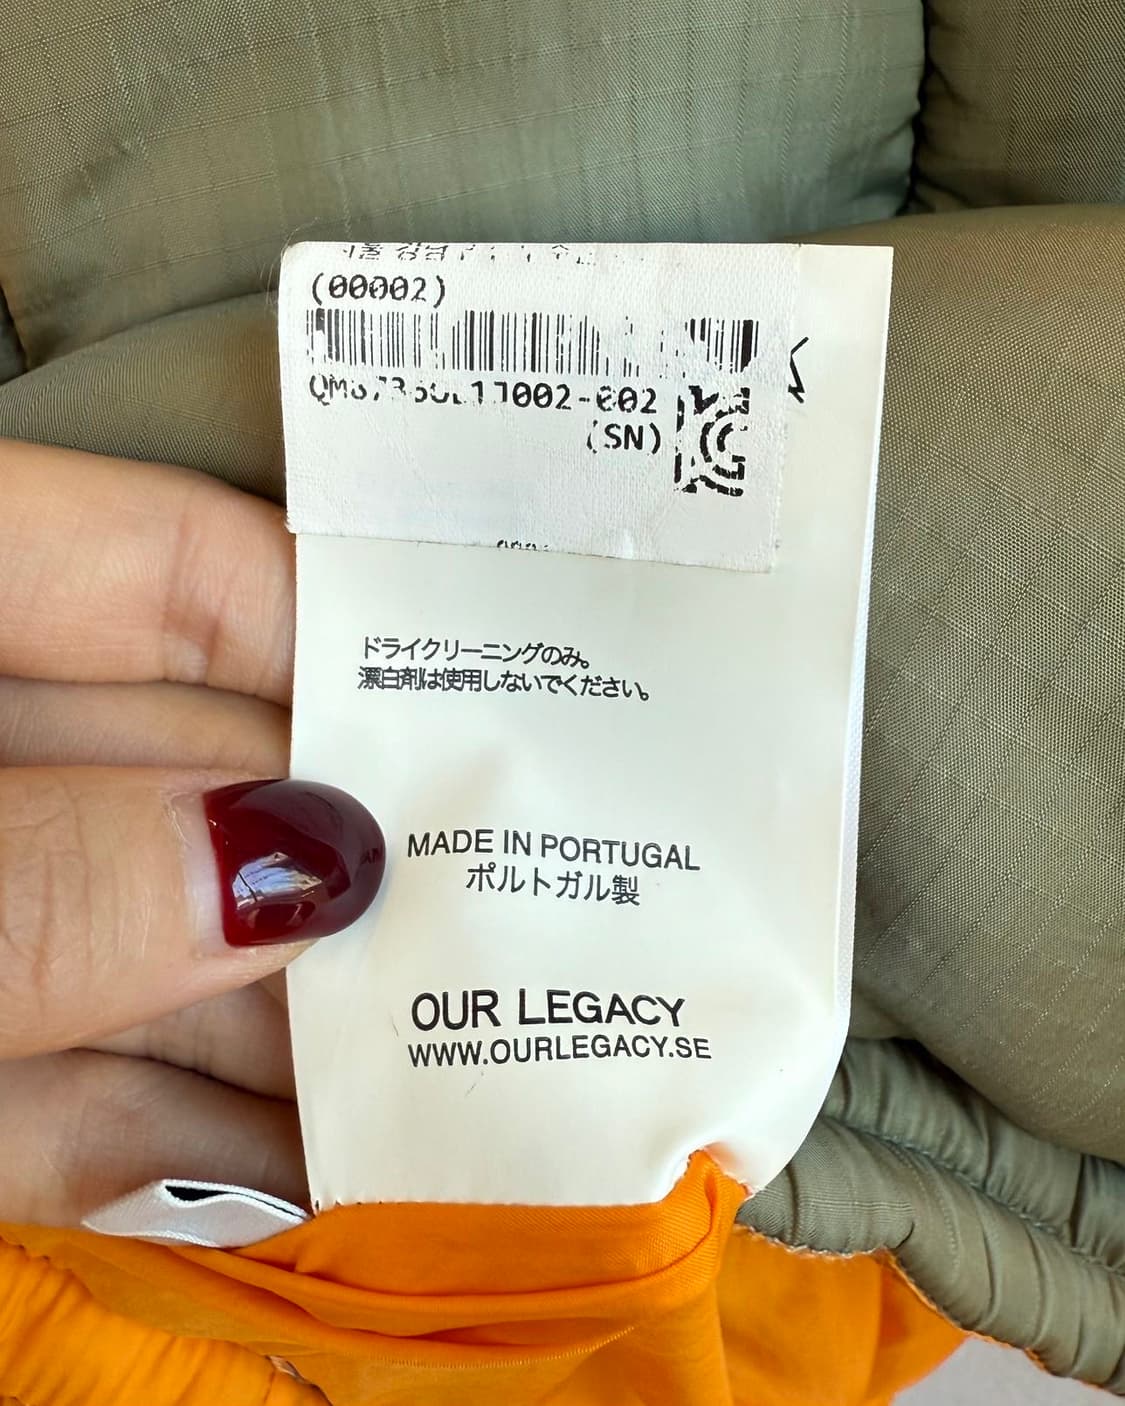 (00002)
(SN)
ドライクリーニングのみ。
漂白剤は使用しないでください。
MADE IN PORTUGAL
ポルトガル製
OUR LEGACY
WWW.OURLEGACY.SE